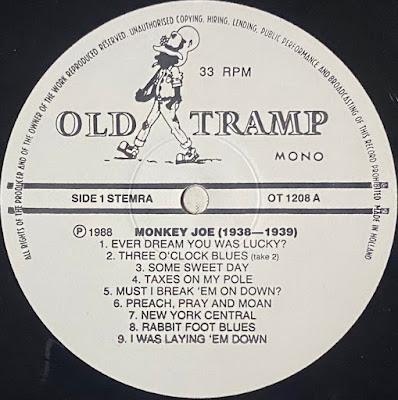 ALL RIGHTS OF THE PRODUCER AND OF THE OWNER OF THE WORK REPRODUCED RESERVED. UNAUTHORISED COPYING, HIRING, LENDING, PUBLIC PERFORMANCE AND BROADCASTING OF THIS RECORD PROHIBITED MADE IN HOLLAND
33 RPM
OLD TRAMP
MONO
SIDE 1 STEMRA OT 1208 A
Ⓟ 1988 MONKEY JOE (1938—1939)
1. EVER DREAM YOU WAS LUCKY?
2. THREE O'CLOCK BLUES (take 2)
3. SOME SWEET DAY
4. TAXES ON MY POLE
5. MUST I BREAK 'EM ON DOWN?
6. PREACH, PRAY AND MOAN
7. NEW YORK CENTRAL
8. RABBIT FOOT BLUES
9. I WAS LAYING 'EM DOWN